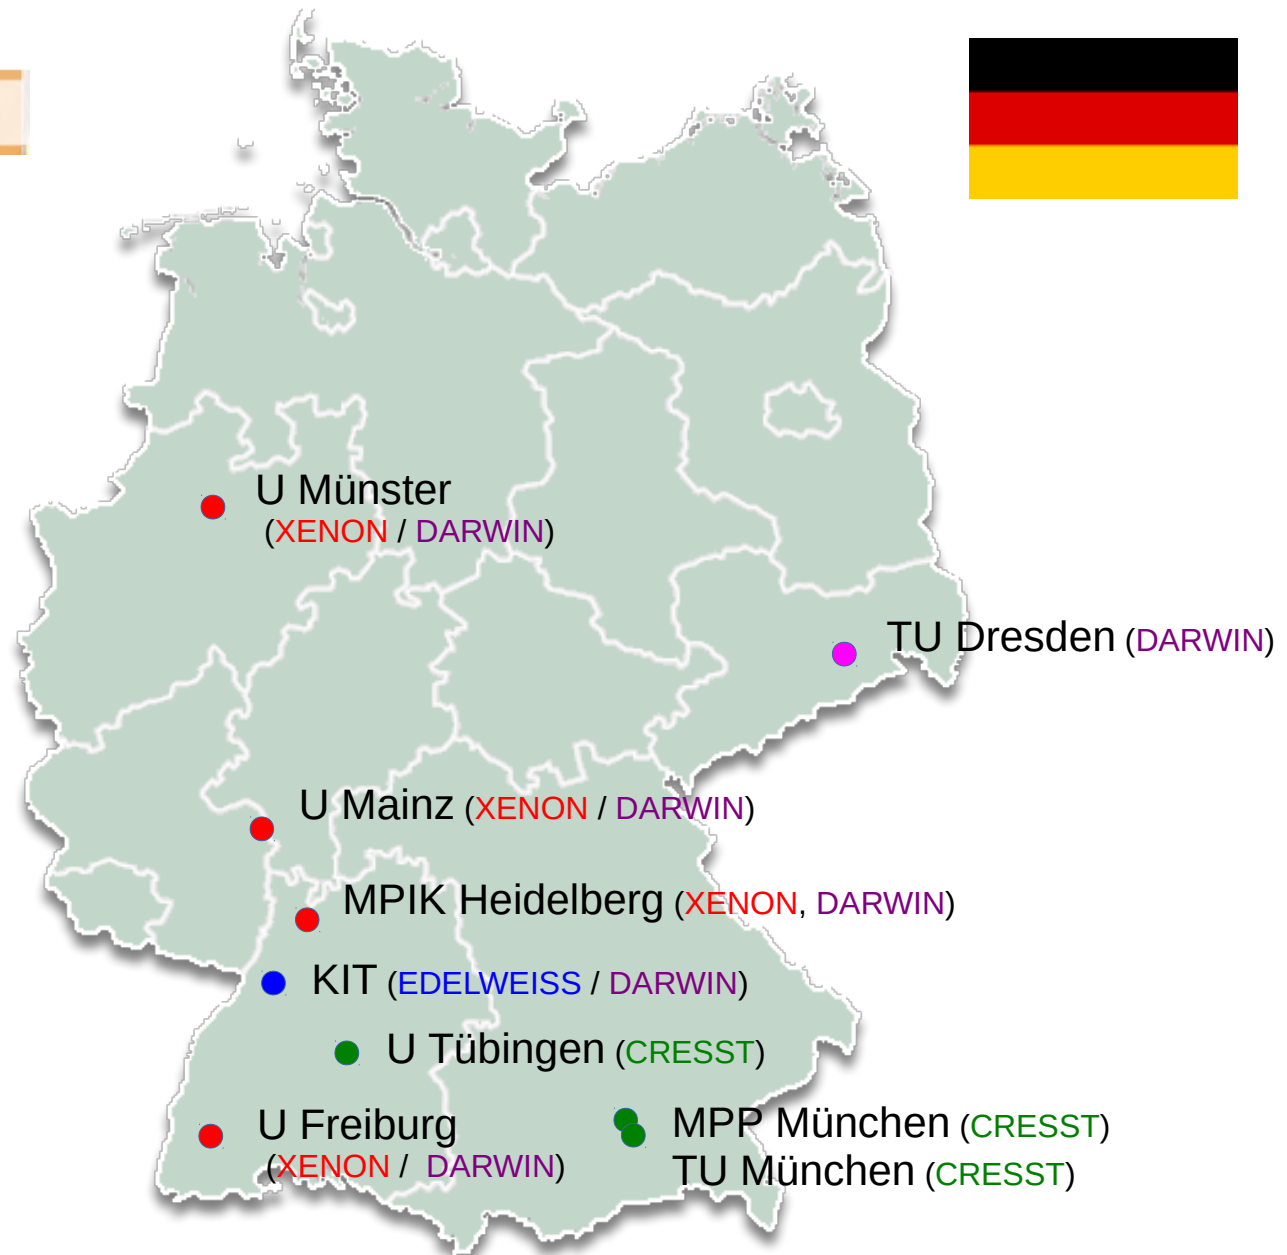 U Münster
(XENON / DARWIN)
TU Dresden (DARWIN)
U Mainz (XENON / DARWIN)
MPIK Heidelberg (XENON, DARWIN)
KIT (EDELWEISS / DARWIN)
U Tübingen (CRESST)
U Freiburg
(XENON / DARWIN)
MPP München (CRESST)
TU München (CRESST)